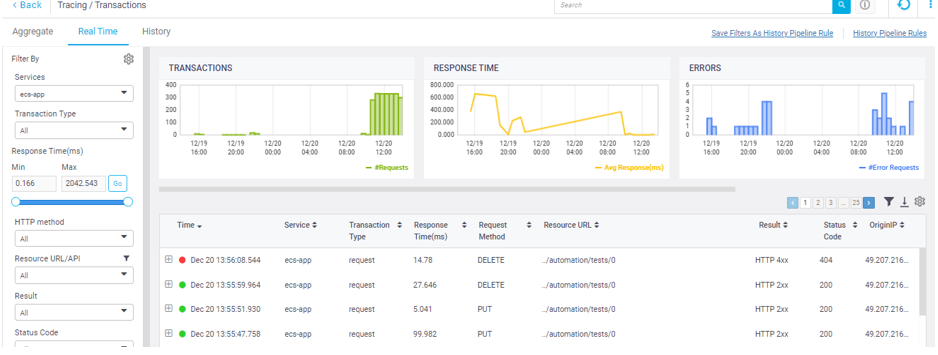 ‹ Back
Tracing / Transactions
Search
Aggregate
Real Time
History
Save Filters As History Pipeline Rule
History Pipeline Rules
Filter By
Services
ecs-app
Transaction Type
All
Response Time(ms)
Min
Max
0.166
2042.543
Go
HTTP method
All
Resource URL/API
All
Result
All
Status Code
All
TRANSACTIONS
400
300
200
100
0
12/19 16:00
12/19 20:00
12/20 00:00
12/20 04:00
12/20 08:00
12/20 12:00
#Requests
RESPONSE TIME
800.000
600.000
400.000
200.000
0.000
12/19 16:00
12/19 20:00
12/20 00:00
12/20 04:00
12/20 08:00
12/20 12:00
Avg Response(ms)
ERRORS
6
5
4
3
2
1
0
12/19 16:00
12/19 20:00
12/20 00:00
12/20 04:00
12/20 08:00
12/20 12:00
#Error Requests
‹ 1 2 3 ... 25 ›
Time Service Transaction Type Response Time(ms) Request Method Resource URL Result Status Code OriginIP
Dec 20 13:56:08.544 ecs-app request 14.78 DELETE .../automation/tests/0 HTTP 4xx 404 49.207.216...
Dec 20 13:55:59.964 ecs-app request 27.646 DELETE .../automation/tests/0 HTTP 2xx 200 49.207.216...
Dec 20 13:55:51.930 ecs-app request 5.041 PUT .../automation/tests/0 HTTP 2xx 200 49.207.216...
Dec 20 13:55:47.758 ecs-app request 99.982 PUT .../automation/tests/0 HTTP 2xx 200 49.207.216...